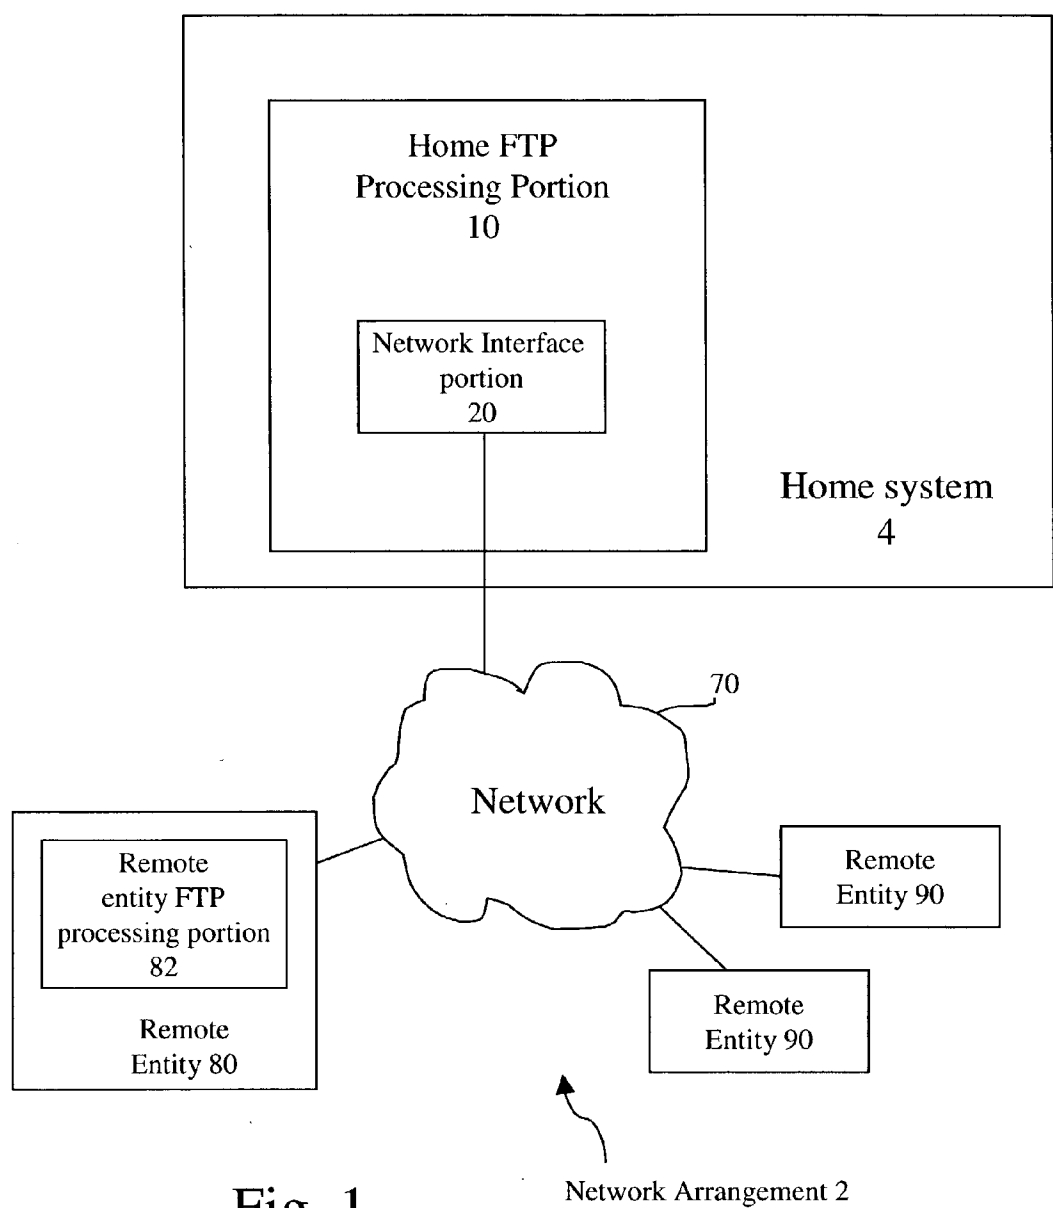 Home FTP
Processing Portion
10
Network Interface
portion
20
Home system
4
70
Network
Remote
entity FTP
processing portion
82
Remote
Entity 80
Remote
Entity 90
Remote
Entity 90
Network Arrangement 2
Fig. 1